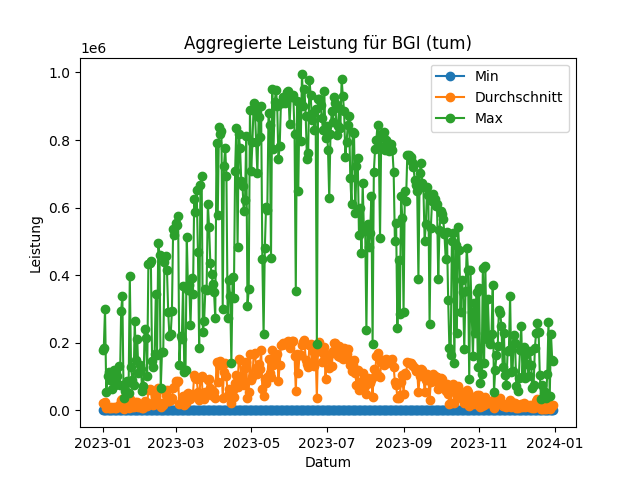 Aggregierte Leistung für BGI (tum)
1e6
Min
Durchschnitt
Max
1.0
0.8
0.6
0.4
0.2
0.0
Leistung
2023-01 2023-03 2023-05 2023-07 2023-09 2023-11 2024-01
Datum